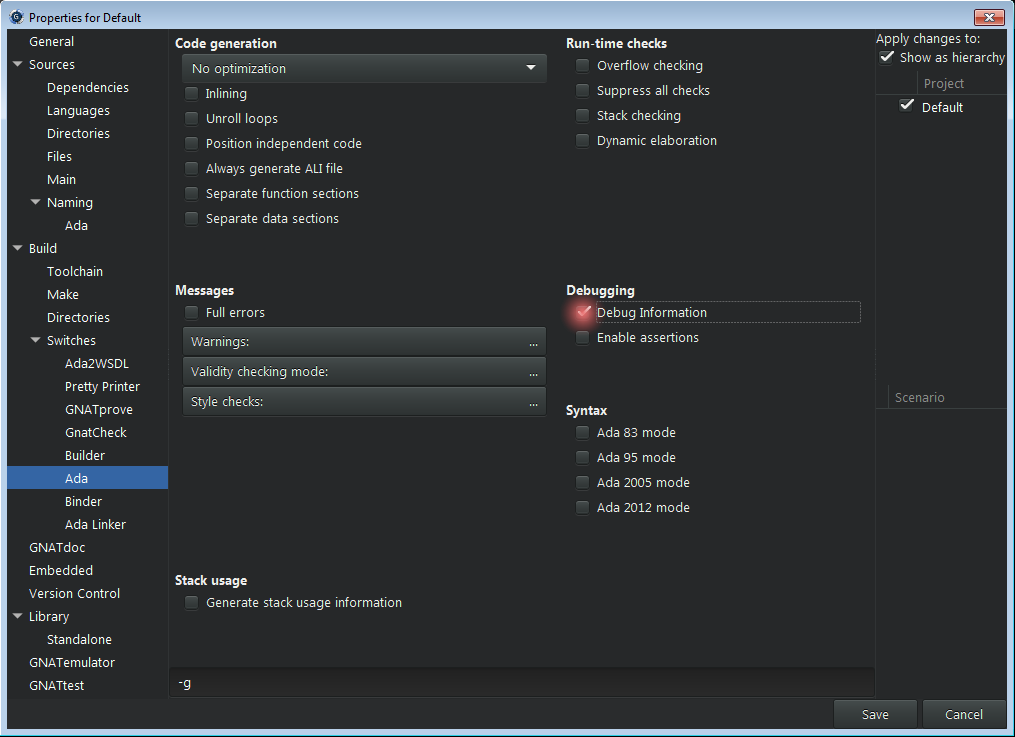 Properties for Default
General
Sources
Dependencies
Languages
Directories
Files
Main
Naming
Ada
Build
Toolchain
Make
Directories
Switches
Ada2WSDL
Pretty Printer
GNATprove
GnatCheck
Builder
Ada
Binder
Ada Linker
GNATdoc
Embedded
Version Control
Library
Standalone
GNATemulator
GNATtest
Code generation
No optimization
Inlining
Unroll loops
Position independent code
Always generate ALI file
Separate function sections
Separate data sections
Messages
Full errors
Warnings: ...
Validity checking mode: ...
Style checks: ...
Stack usage
Generate stack usage information
Run-time checks
Overflow checking
Suppress all checks
Stack checking
Dynamic elaboration
Debugging
Debug Information
Enable assertions
Syntax
Ada 83 mode
Ada 95 mode
Ada 2005 mode
Ada 2012 mode
-g
Apply changes to:
Show as hierarchy
Project
Default
Scenario
Save
Cancel